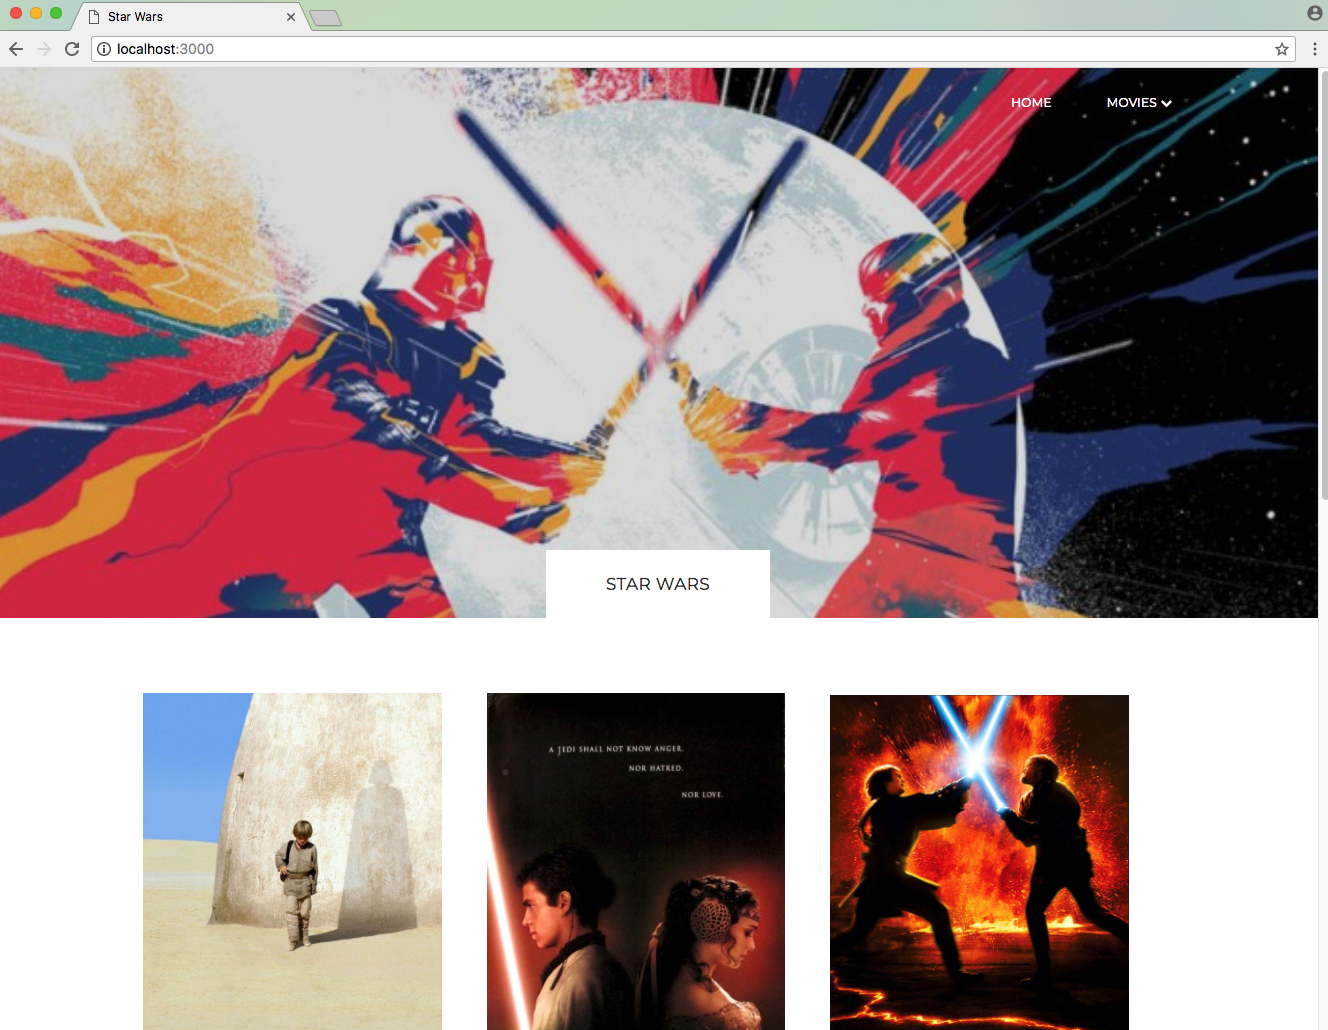 Star Wars
localhost:3000
HOME
MOVIES
STAR WARS
A JEDI SHALL NOT KNOW ANGER.
NOR HATRED.
NOR LOVE.